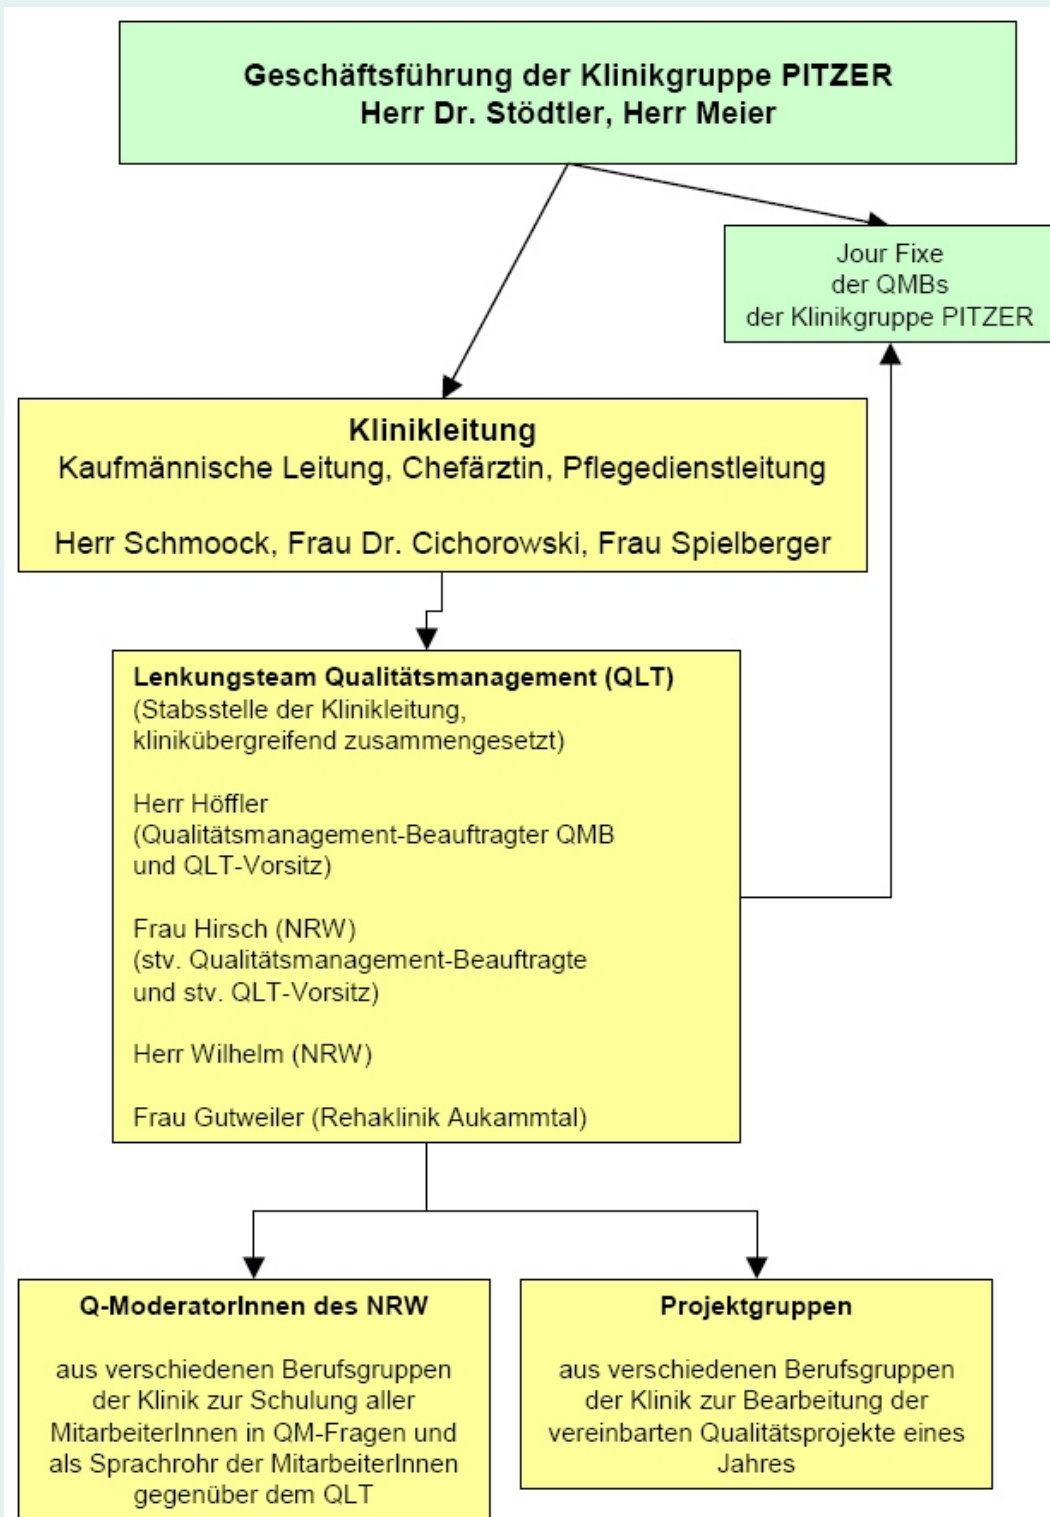 Geschäftsführung der Klinikgruppe PITZER
Herr Dr. Stödtler, Herr Meier
Jour Fixe
der QMBs
der Klinikgruppe PITZER
Klinikleitung
Kaufmännische Leitung, Chefärztin, Pflegedienstleitung
Herr Schmoock, Frau Dr. Cichorowski, Frau Spielberger
Lenkungsteam Qualitätsmanagement (QLT)
(Stabsstelle der Klinikleitung,
klinikübergreifend zusammengesetzt)
Herr Höffler
(Qualitätsmanagement-Beauftragter QMB
und QLT-Vorsitz)
Frau Hirsch (NRW)
(stv. Qualitätsmanagement-Beauftragte
und stv. QLT-Vorsitz)
Herr Wilhelm (NRW)
Frau Gutweiler (Rehaklinik Aukammtal)
Q-ModeratorInnen des NRW
aus verschiedenen Berufsgruppen
der Klinik zur Schulung aller
MitarbeiterInnen in QM-Fragen und
als Sprachrohr der MitarbeiterInnen
gegenüber dem QLT
Projektgruppen
aus verschiedenen Berufsgruppen
der Klinik zur Bearbeitung der
vereinbarten Qualitätsprojekte eines
Jahres